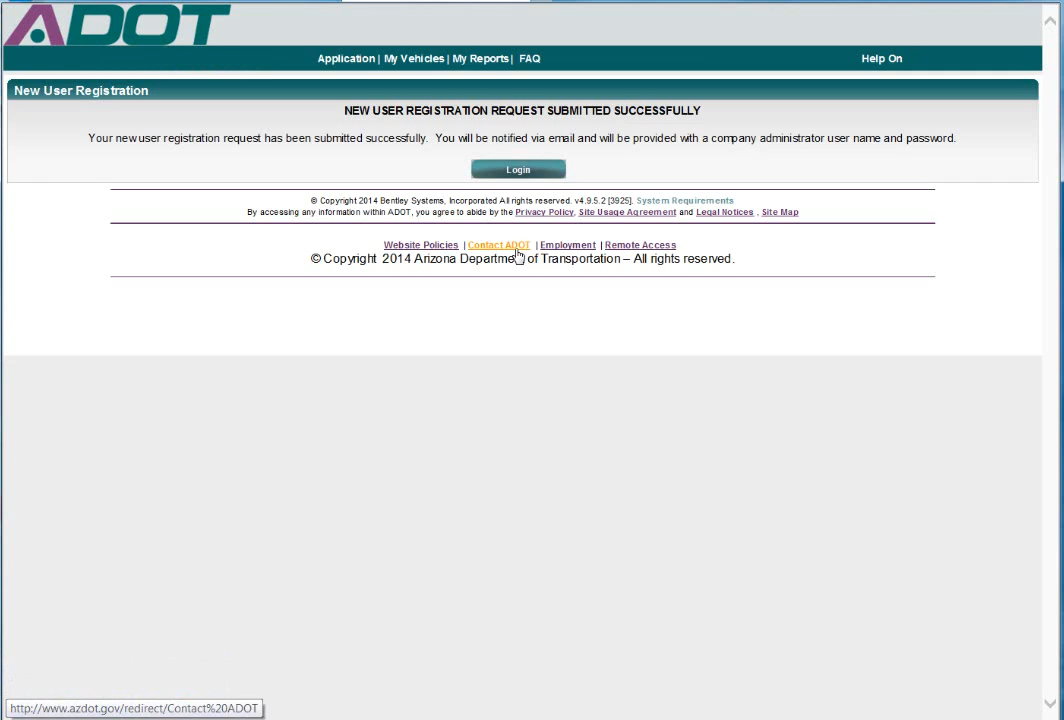 ADOT
Application | My Vehicles | My Reports | FAQ
Help On
New User Registration
NEW USER REGISTRATION REQUEST SUBMITTED SUCCESSFULLY
Your new user registration request has been submitted successfully. You will be notified via email and will be provided with a company administrator user name and password.
Login
© Copyright 2014 Bentley Systems, Incorporated All rights reserved. v4.9.5.2 [3925]. System Requirements
By accessing any information within ADOT, you agree to abide by the Privacy Policy, Site Usage Agreement and Legal Notices , Site Map
Website Policies | Contact ADOT | Employment | Remote Access
© Copyright 2014 Arizona Department of Transportation – All rights reserved.
http://www.azdot.gov/redirect/Contact%20ADOT